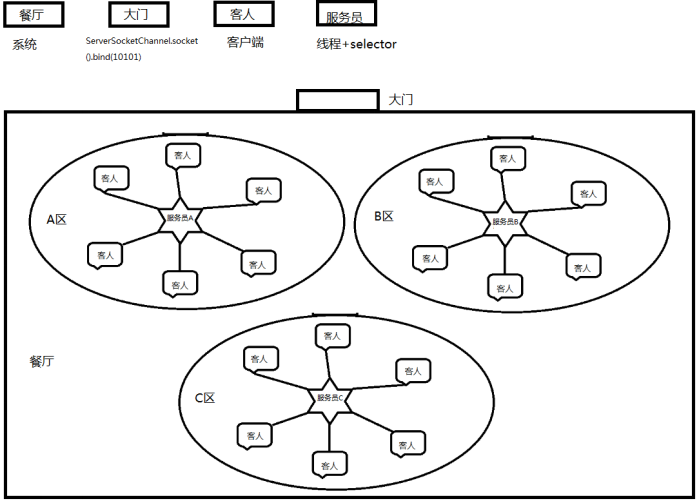 餐厅
大门
客人
服务员
系统
ServerSocketChannel.socket
().bind(10101)
客户端
线程+selector
大门
客人
客人
客人
A区
服务员A
客人
客人
客人
客人
客人
客人
B区
服务员B
客人
客人
客人
客人
客人
客人
餐厅
C区
服务员C
客人
客人
客人